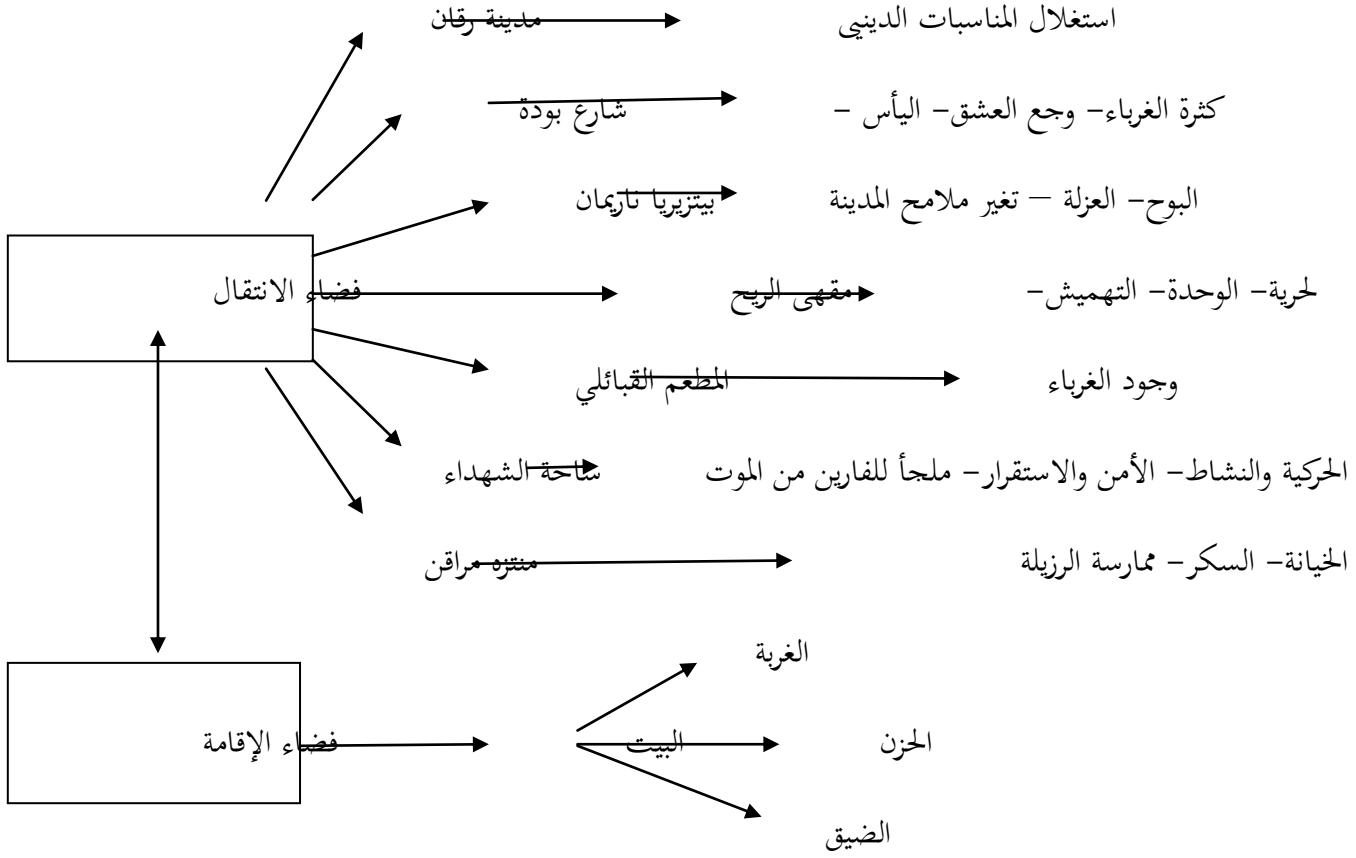 مدينة رقان استغلال المناسبات الدينيى
شارع بودة كثرة الغرباء- وجع العشق- اليأس -
بيتزيريا ناريمان البوح- العزلة – تغير ملامح المدينة
فضاء الانتقال مقهى الريح لحرية- الوحدة- التهميش-
المطعم القبائلي وجود الغرباء
ساحة الشهداء الحركية والنشاط- الأمن والاستقرار- ملجأ للفارين من الموت
منتزه مراقن الخيانة- السكر- ممارسة الرزيلة
الغربة
فضاء الإقامة البيت الحزن
الضيق